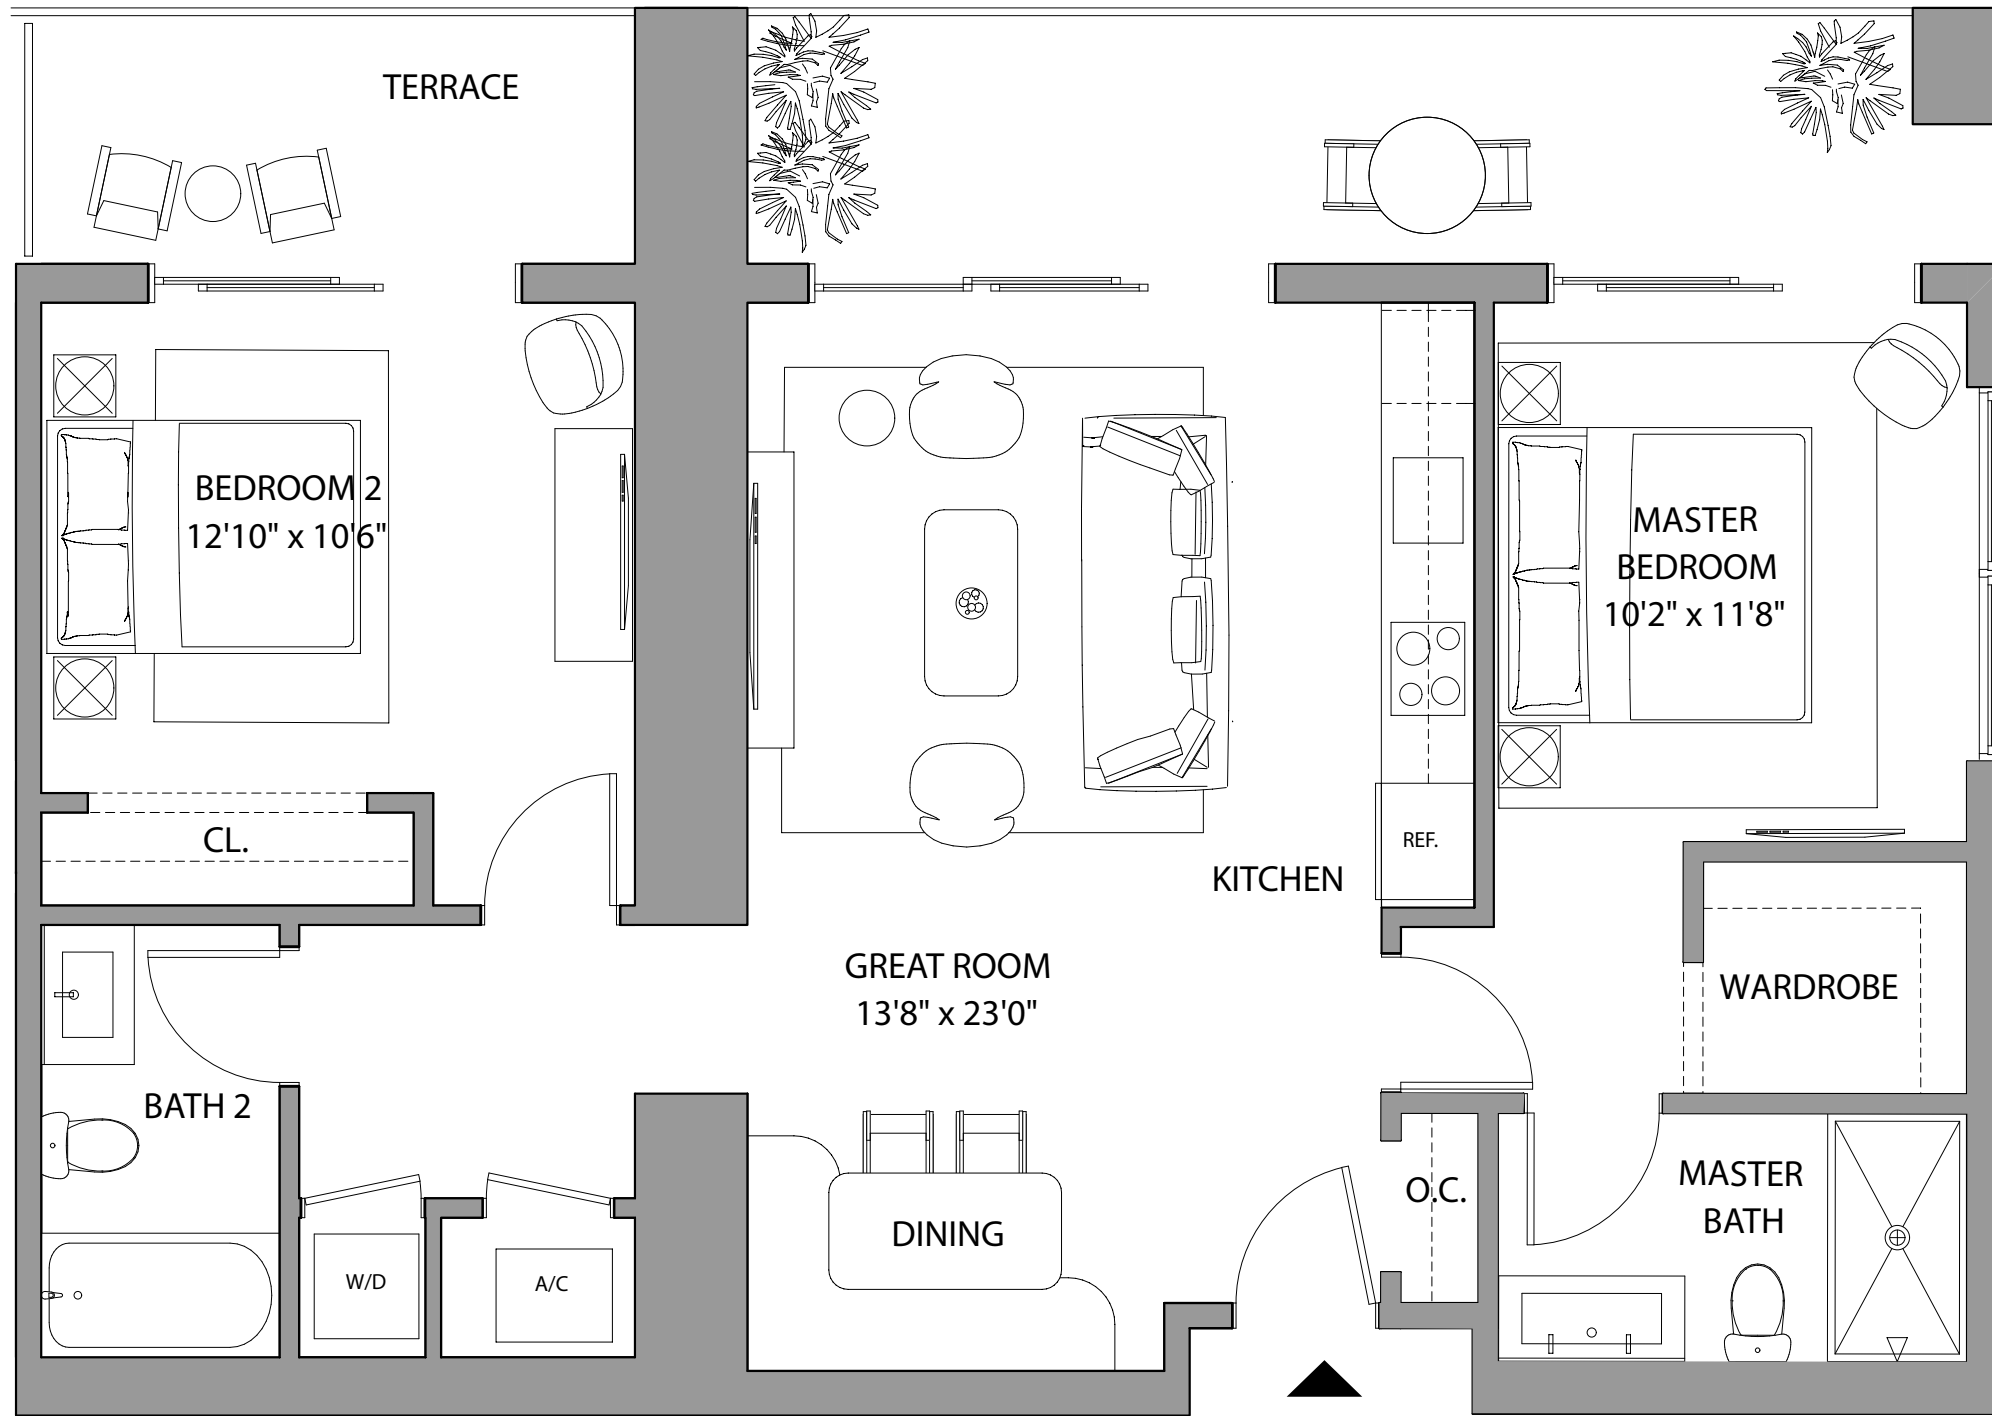 TERRACE
BEDROOM 2
12'10" x 10'6"
MASTER
BEDROOM
10'2" x 11'8"
CL.
REF.
KITCHEN
GREAT ROOM
13'8" x 23'0"
WARDROBE
BATH 2
O.C.
MASTER
BATH
DINING
W/D
A/C